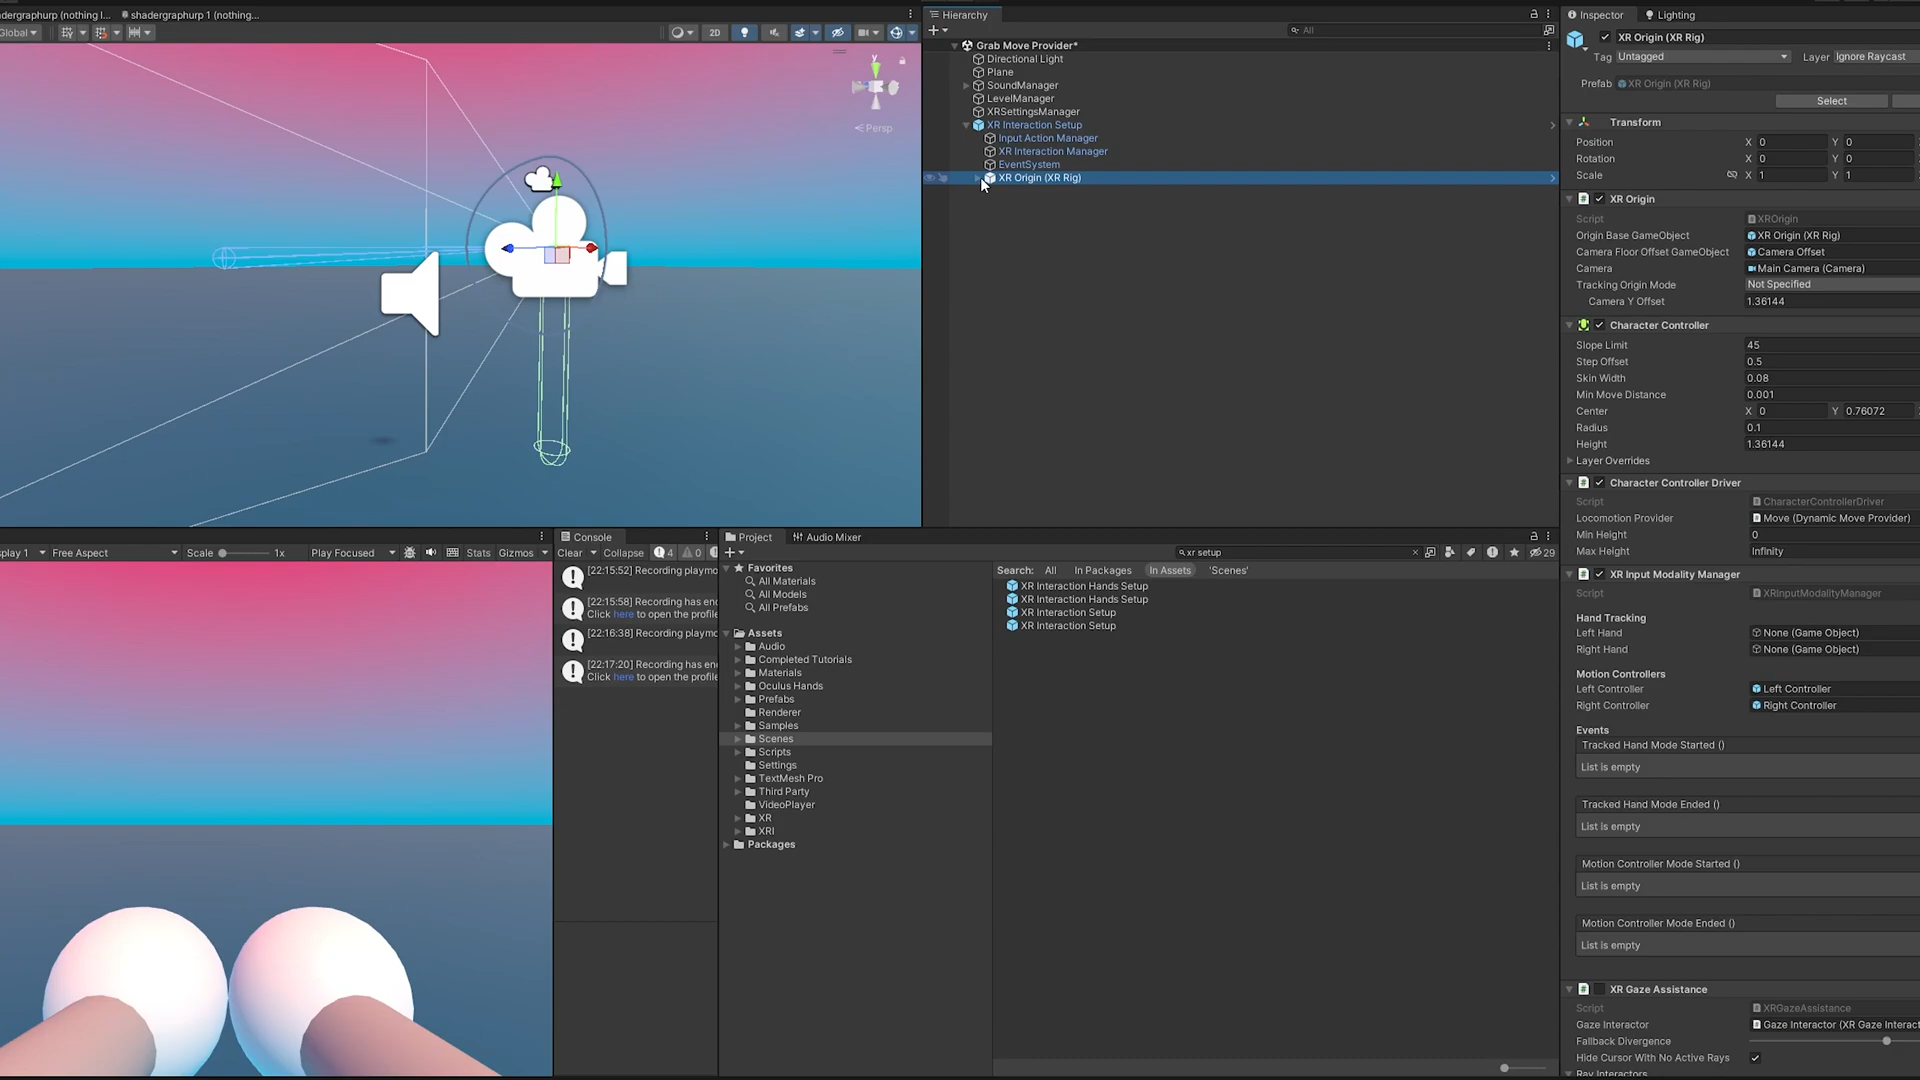 adergraphurp (nothing l...
shadergraphurp 1 (nothing...
Global
2D
y
Persp
Hierarchy
All
Grab Move Provider*
Directional Light
Plane
SoundManager
LevelManager
XRSettingsManager
XR Interaction Setup
Input Action Manager
XR Interaction Manager
EventSystem
XR Origin (XR Rig)
Inspector
Lighting
XR Origin (XR Rig)
Tag Untagged Layer Ignore Raycast
Prefab XR Origin (XR Rig)
Select
Transform
Position X 0 Y 0
Rotation X 0 Y 0
Scale X 1 Y 1
XR Origin
Script XROrigin
Origin Base GameObject XR Origin (XR Rig)
Camera Floor Offset GameObject Camera Offset
Camera Main Camera (Camera)
Tracking Origin Mode Not Specified
Camera Y Offset 1.36144
Character Controller
Slope Limit 45
Step Offset 0.5
Skin Width 0.08
Min Move Distance 0.001
Center X 0 Y 0.76072
Radius 0.1
Height 1.36144
Layer Overrides
Character Controller Driver
Script CharacterControllerDriver
Locomotion Provider Move (Dynamic Move Provider)
Min Height 0
Max Height Infinity
XR Input Modality Manager
Script XRInputModalityManager
Hand Tracking
Left Hand None (Game Object)
Right Hand None (Game Object)
Motion Controllers
Left Controller Left Controller
Right Controller Right Controller
Events
Tracked Hand Mode Started ()
List is empty
Tracked Hand Mode Ended ()
List is empty
Motion Controller Mode Started ()
List is empty
Motion Controller Mode Ended ()
List is empty
XR Gaze Assistance
Script XRGazeAssistance
Gaze Interactor Gaze Interactor (XR Gaze Interact
Fallback Divergence
Hide Cursor With No Active Rays
Ray Interactors
splay 1 Free Aspect Scale 1x Play Focused Stats Gizmos
Console
Clear Collapse 4 0
[22:15:52] Recording playmo
[22:15:58] Recording has en
Click here to open the profile
[22:16:38] Recording playmo
[22:17:20] Recording has en
Click here to open the profile
Project
Audio Mixer
xr setup
29
Favorites
All Materials
All Models
All Prefabs
Assets
Audio
Completed Tutorials
Materials
Oculus Hands
Prefabs
Renderer
Samples
Scenes
Scripts
Settings
TextMesh Pro
Third Party
VideoPlayer
XR
XRI
Packages
Search: All In Packages In Assets 'Scenes'
XR Interaction Hands Setup
XR Interaction Hands Setup
XR Interaction Setup
XR Interaction Setup